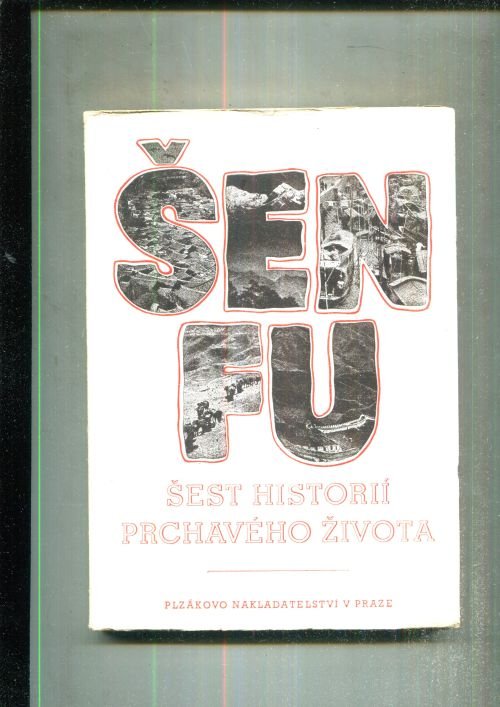 ŠEN
FU
ŠEST HISTORIÍ
PRCHAVÉHO ŽIVOTA
PLZÁKOVO NAKLADATELSTVÍ V PRAZE